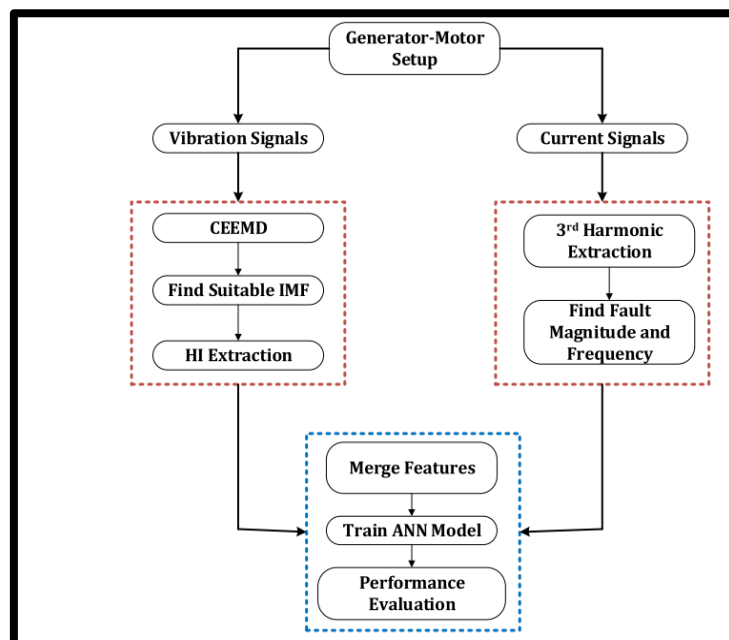 Generator-Motor
Setup
Vibration Signals
Current Signals
CEEMD
Find Suitable IMF
HI Extraction
3rd Harmonic
Extraction
Find Fault
Magnitude and
Frequency
Merge Features
Train ANN Model
Performance
Evaluation